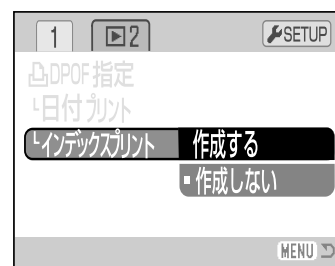 1 2 SETUP
DPOF指定
日付プリント
インデックスプリント 作成する
作成しない
MENU